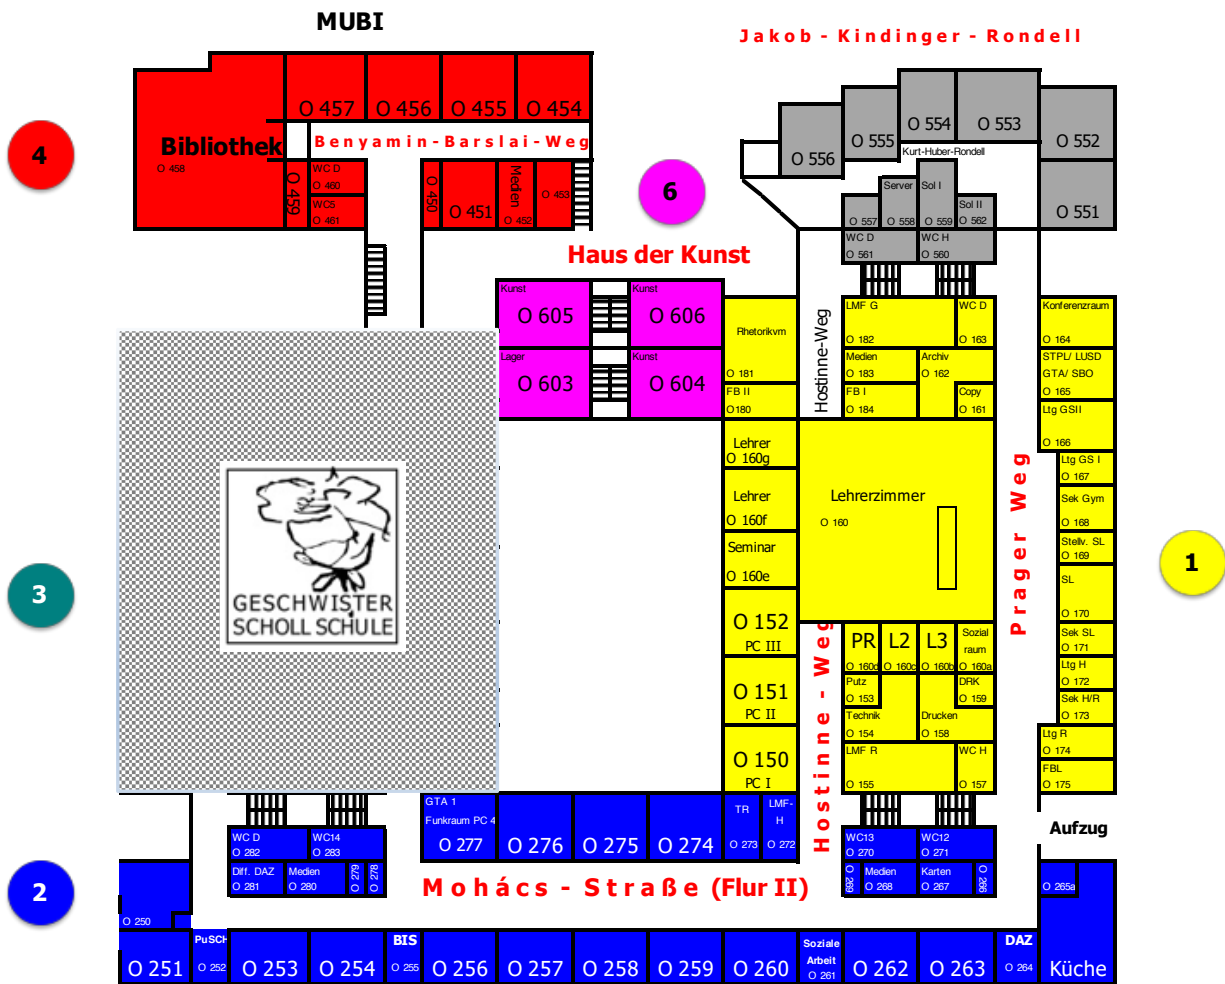 MUBI
Jakob - Kindinger - Rondell
O 457
O 456
O 455
O 454
Bibliothek
O 458
Benyamin-Barslai-Weg
4
O 459
WC D
O 460
WCS
O 461
O 450
O 451
Medien
O 452
O 453
6
O 556
O 555
O 554
O 553
O 552
Kurt-Huber-Rondell
O 551
Server
O 558
Sol I
O 559
Sol II
O 562
O 557
WC D
O 561
WC H
O 560
Haus der Kunst
Kunst
O 605
Kunst
O 606
Lager
O 603
Kunst
O 604
Rhetorikvm
O 181
FB II
O180
Hostinne-Weg
LMF G
O 182
WC D
O 163
Medien
O 183
Archiv
O 162
FB I
O 184
Copy
O 161
Konferenzraum
O 164
STPL/ LUSD
GTA/ SBO
O 165
Ltg GSII
O 166
Ltg GS I
O 167
Sek Gym
O 168
Stellv. SL
O 169
SL
O 170
Sek SL
O 171
Ltg H
O 172
Sek H/R
O 173
Ltg R
O 174
FBL
O 175
Prager Weg
1
Lehrer
O 160g
Lehrer
O 160f
Seminar
O 160e
Lehrerzimmer
O 160
O 152
PC III
O 151
PC II
O 150
PC I
Hostinne - Weg
PR
O 160d
L2
O 160c
L3
O 160b
Sozial
raum
O 160a
Putz
O 153
DRK
O 159
Technik
O 154
Drucken
O 158
LMF R
O 155
WC H
O 157
GESCHWISTER
SCHOLL SCHULE
3
Aufzug
WC D
O 282
WC14
O 283
Diff. DAZ
O 281
Medien
O 280
O 279
O 278
GTA 1
Funkraum PC 4
O 277
O 276
O 275
O 274
TR
O 273
LMF-
H
O 272
WC13
O 270
WC12
O 271
O 269
Medien
O 268
Karten
O 267
O 266
O 265a
2
Mohács - Straße (Flur II)
O 250
O 251
PuSCH
O 252
O 253
O 254
BIS
O 255
O 256
O 257
O 258
O 259
O 260
Soziale
Arbeit
O 261
O 262
O 263
DAZ
O 264
Küche